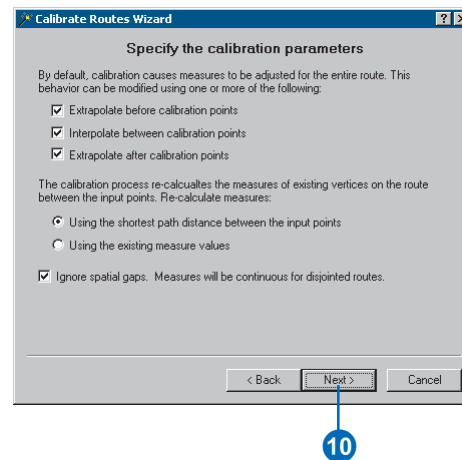 Calibrate Routes Wizard
Specify the calibration parameters
By default, calibration causes measures to be adjusted for the entire route. This
behavior can be modified using one or more of the following:
Extrapolate before calibration points
Interpolate between calibration points
Extrapolate after calibration points
The calibration process re-calcualtes the measures of existing vertices on the route
between the input points. Re-calculate measures:
Using the shortest path distance between the input points
Using the existing measure values
Ignore spatial gaps. Measures will be continuous for disjointed routes.
< Back Next > Cancel
10